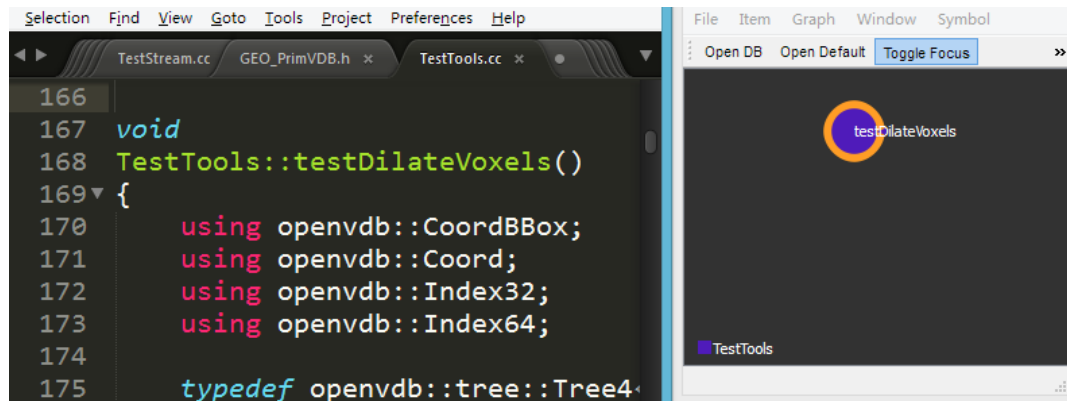 Selection Find View Goto Tools Project Preferences Help
TestStream.cc GEO_PrimVDB.h × TestTools.cc ×
166
167 void
168 TestTools::testDilateVoxels()
169 {
170 using openvdb::CoordBBox;
171 using openvdb::Coord;
172 using openvdb::Index32;
173 using openvdb::Index64;
174
175 typedef openvdb::tree::Tree4
File Item Graph Window Symbol
Open DB Open Default Toggle Focus »
testDilateVoxels
TestTools